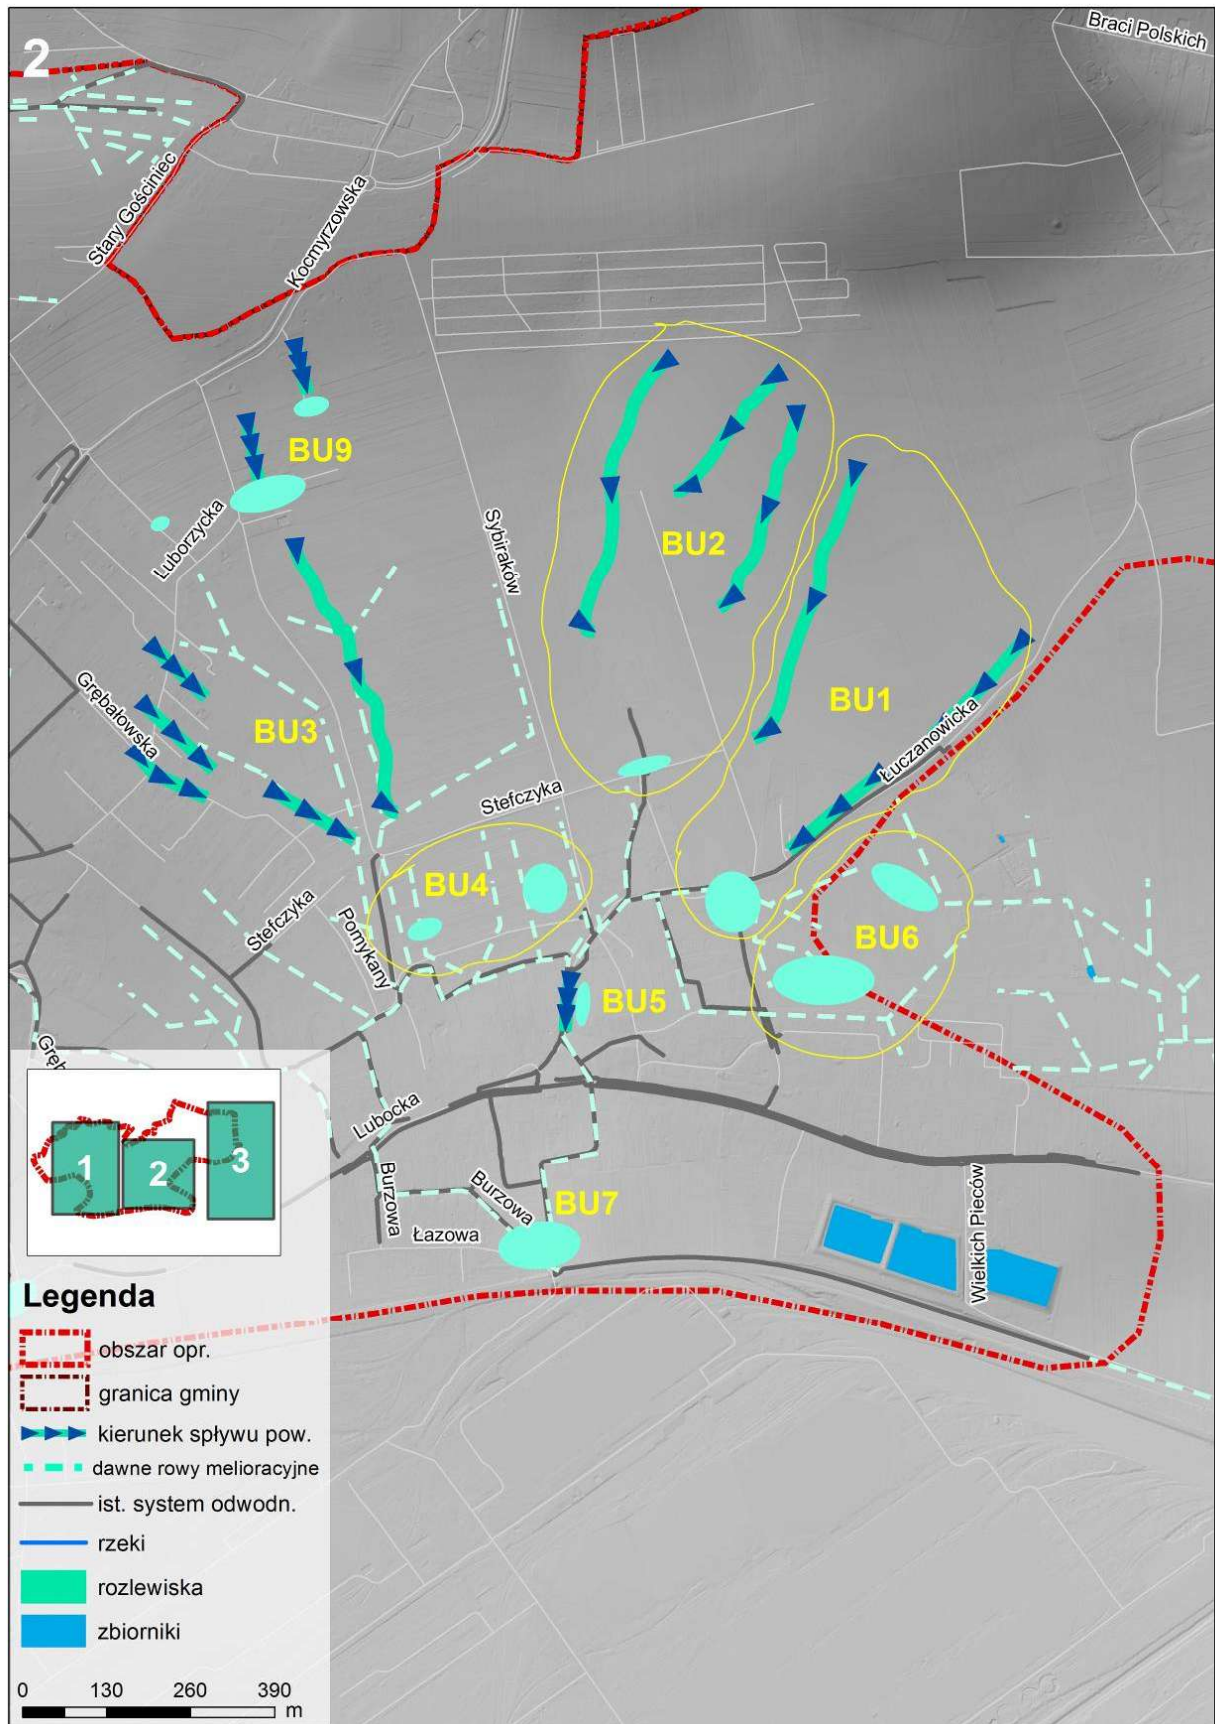 2
Braci Polskich
Stary Gościniec
Kocmyrzowska
BU9
Luborzycka
Sybiraków
BU2
BU1
Grębałowska
BU3
Łuczanowicka
Stefczyka
BU4
Stefczyka
Pomykany
BU6
BU5
Lubocka
Burzowa
Burzowa
BU7
Łazowa
Wielkich Pieców
1
2
3
Legenda
obszar opr.
granica gminy
kierunek spływu pow.
dawne rowy melioracyjne
ist. system odwodn.
rzeki
rozlewiska
zbiorniki
0 130 260 390
m